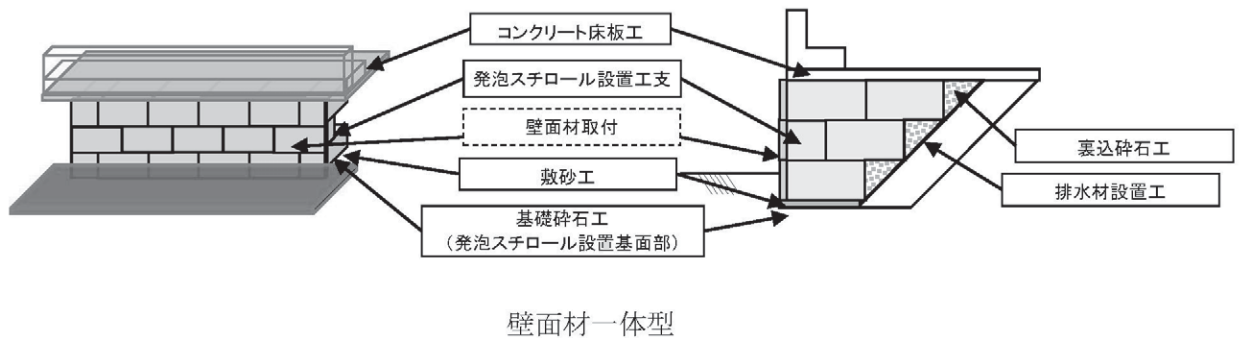 コンクリート床板工
発泡スチロール設置工支
壁面材取付
敷砂工
基礎砕石工
（発泡スチロール設置基面部）
裏込砕石工
排水材設置工
壁面材一体型